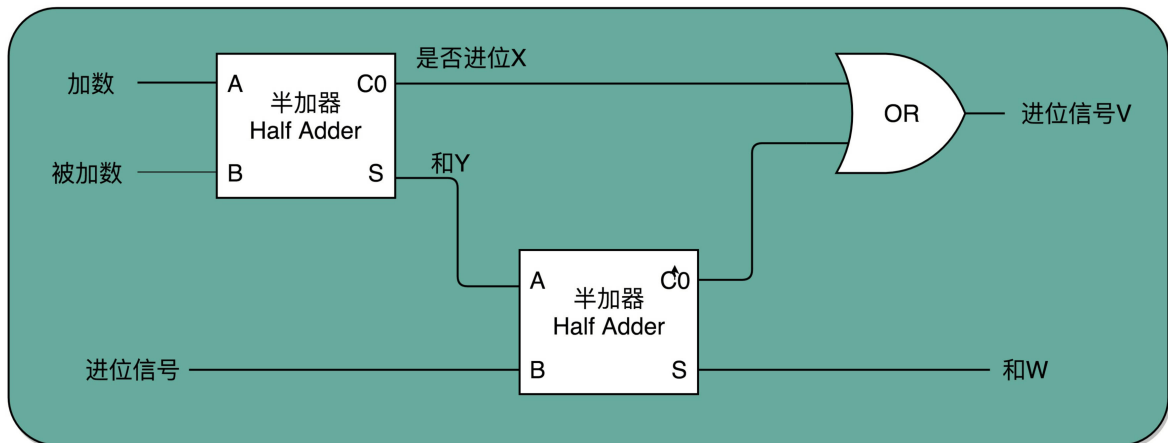 是否进位X
加数
A
C0
半加器
Half Adder
OR
进位信号V
被加数
B
S
和Y
A
C0
半加器
Half Adder
进位信号
B
S
和W